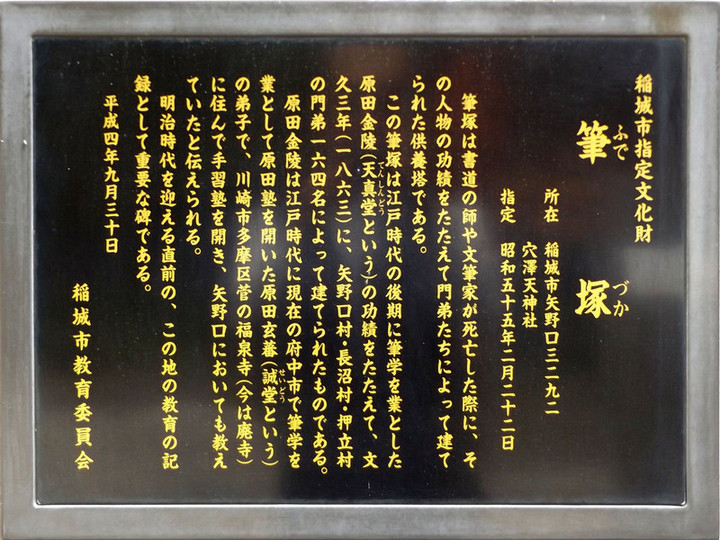 稲城市指定文化財
筆塚
ふでづか
所在　稲城市矢野口三二九二
穴澤天神社
指定　昭和五十五年二月二十二日
筆塚は書道の師や文筆家が死亡した際に、そ
の人物の功績をたたえて門弟たちによって建て
られた供養塔である。
この筆塚は江戸時代の後期に筆学を業とした
原田金陵（天真堂という）の功績をたたえて、文
てんしんどう
久三年（一八六三）に、矢野口村・長沼村・押立村
の門弟一六四名によって建てられたものである。
原田金陵は江戸時代に現在の府中市で筆学を
業として原田塾を開いた原田玄蕃（誠堂という）
せいどう
の弟子で、川崎市多摩区菅の福泉寺（今は廃寺）
に住んで手習塾を開き、矢野口においても教え
ていたと伝えられる。
明治時代を迎える直前の、この地の教育の記
録として重要な碑である。
平成四年九月三十日
稲城市教育委員会